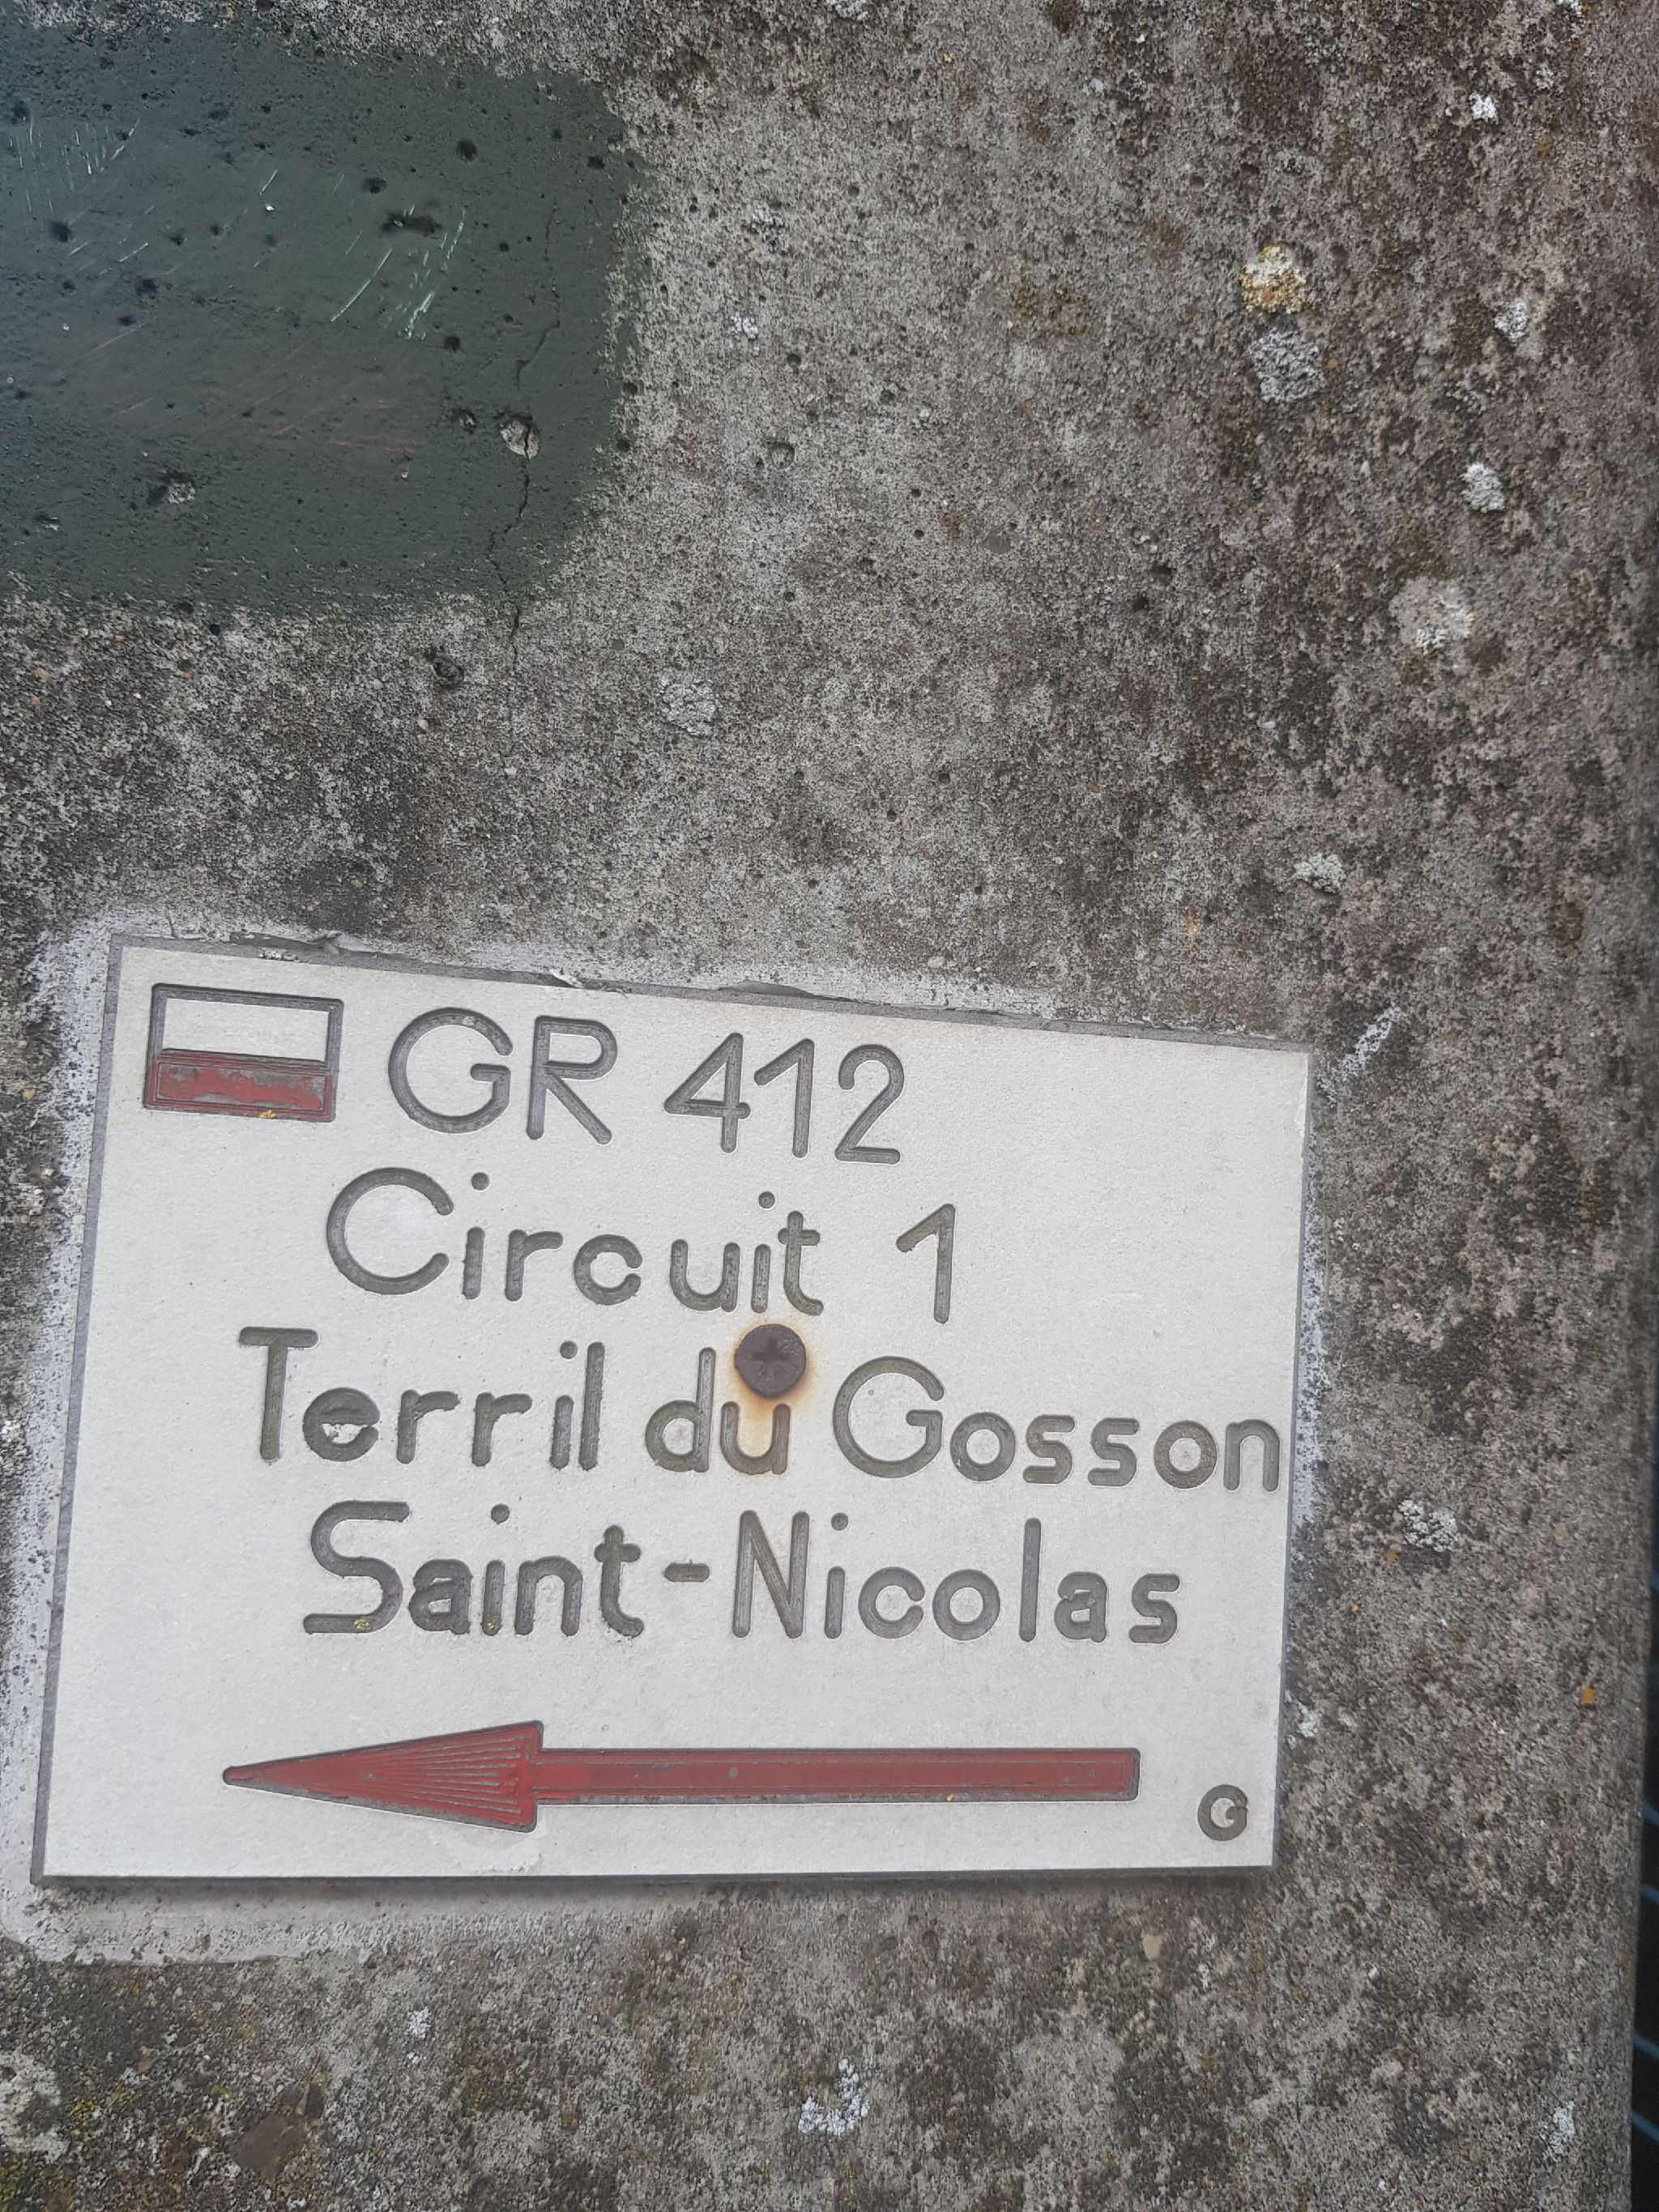 GR 412
Circuit 1
Terril du Gosson
Saint-Nicolas
G